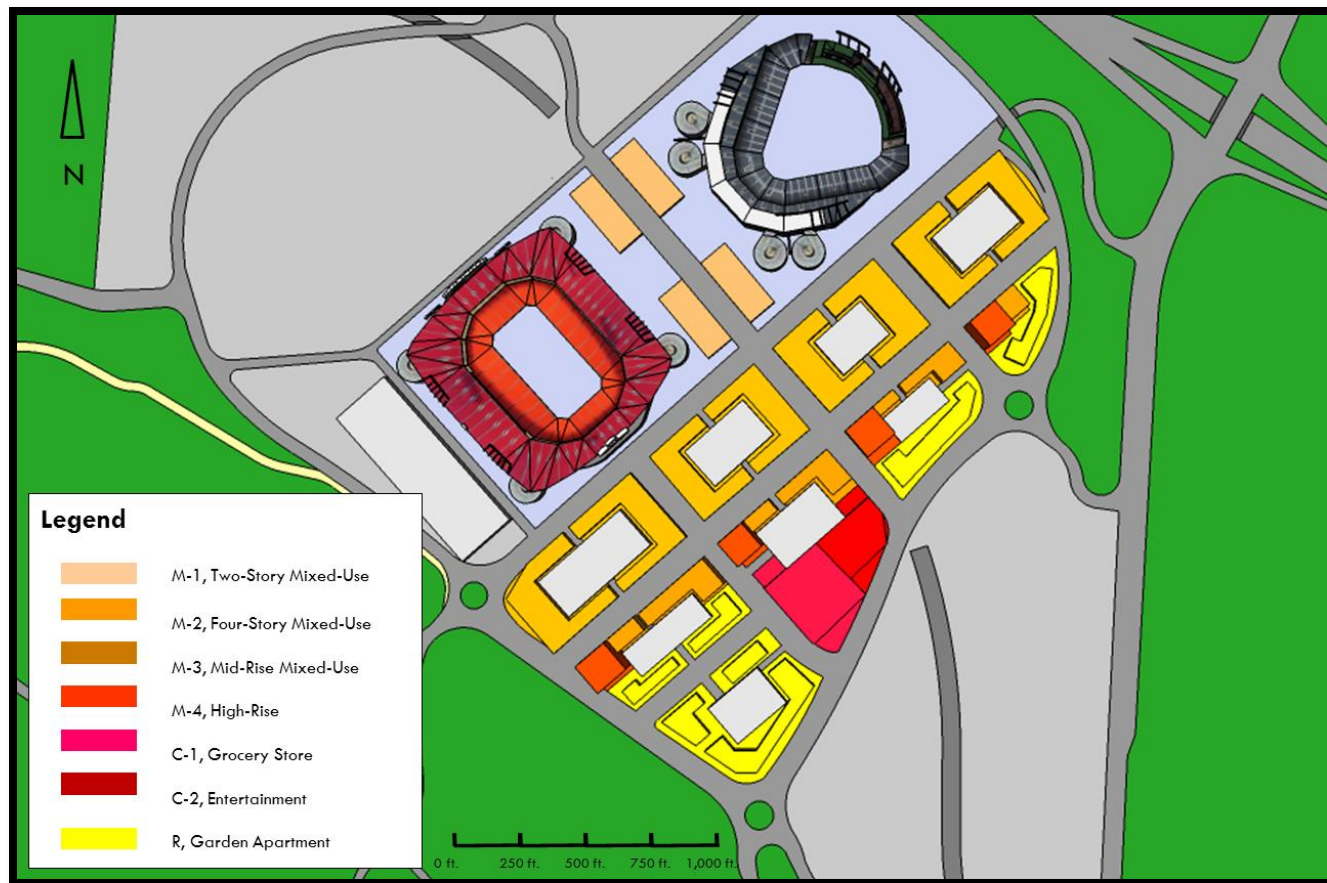 N
Legend
M-1, Two-Story Mixed-Use
M-2, Four-Story Mixed-Use
M-3, Mid-Rise Mixed-Use
M-4, High-Rise
C-1, Grocery Store
C-2, Entertainment
R, Garden Apartment
0 ft. 250 ft. 500 ft. 750 ft. 1,000 ft.